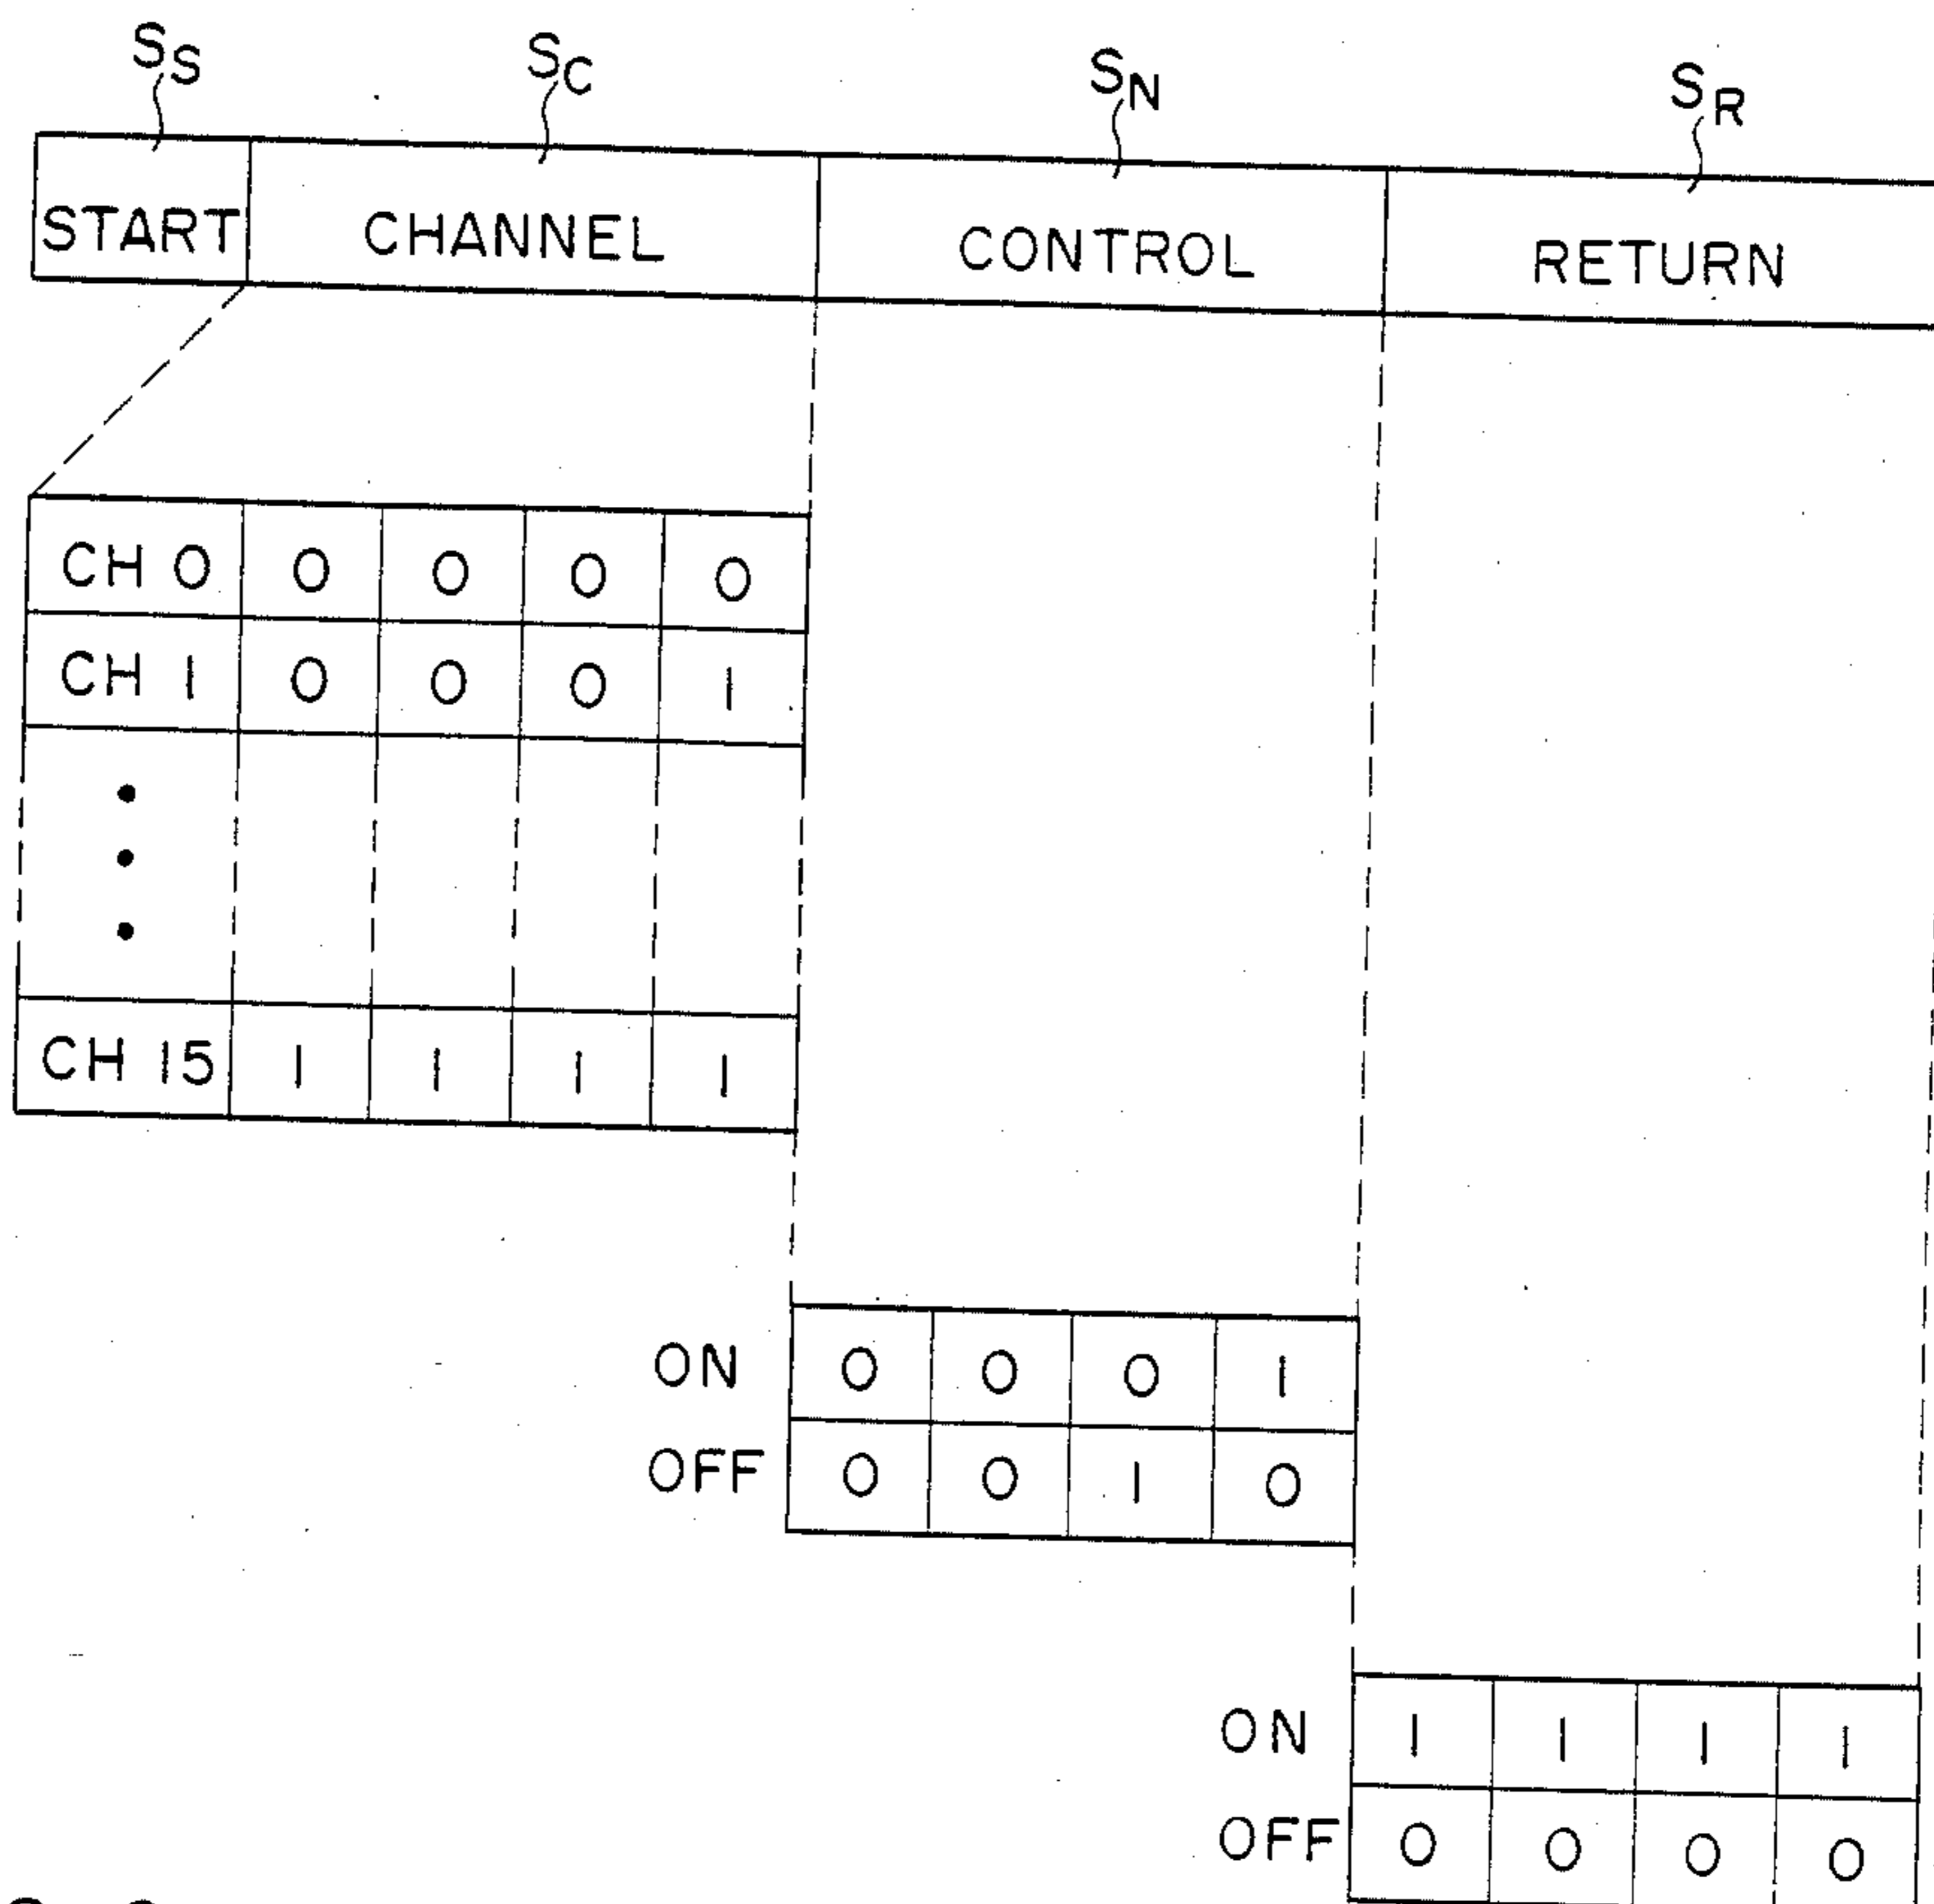 SS SC SN SR
START CHANNEL CONTROL RETURN
CH 0 0 0 0 0
CH 1 0 0 0 1
CH 15 1 1 1 1
ON 0 0 0 1
OFF 0 0 1 0
ON 1 1 1 1
OFF 0 0 0 0